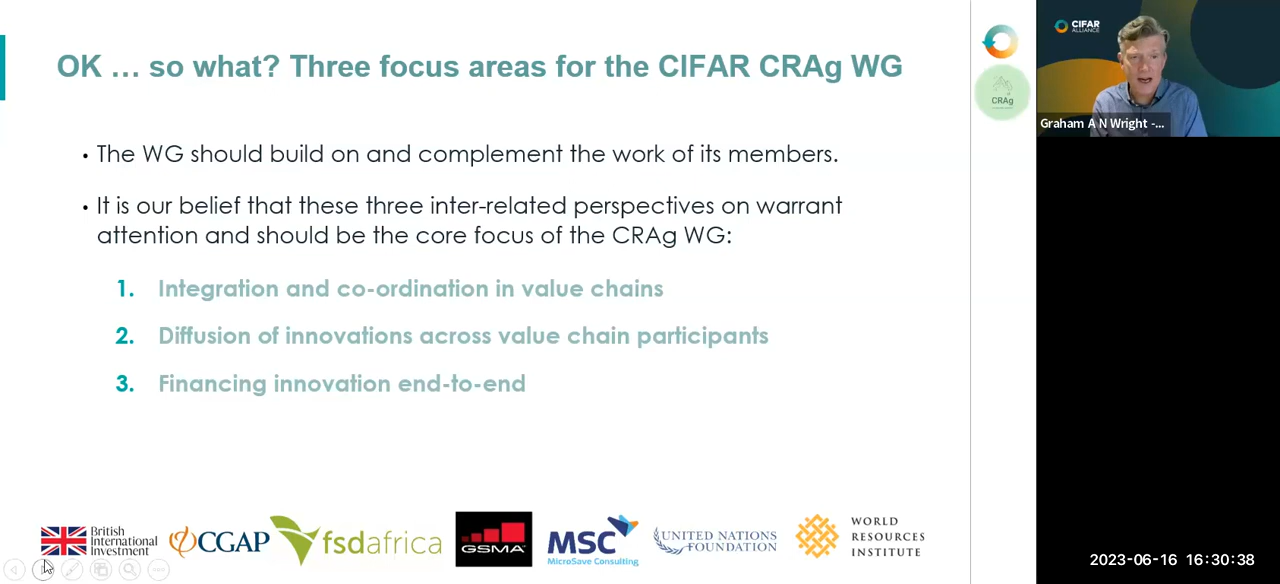 OK ... so what? Three focus areas for the CIFAR CRAg WG
• The WG should build on and complement the work of its members.
• It is our belief that these three inter-related perspectives on warrant
attention and should be the core focus of the CRAg WG:
1. Integration and co-ordination in value chains
2. Diffusion of innovations across value chain participants
3. Financing innovation end-to-end
British
International
Investment
CGAP
fsdafrica
GSMA
MSC
MicroSave Consulting
UNITED NATIONS
FOUNDATION
WORLD
RESOURCES
INSTITUTE
CRAg
CIFAR
ALLIANCE
Graham A N Wright -...
2023-06-16 16:30:38